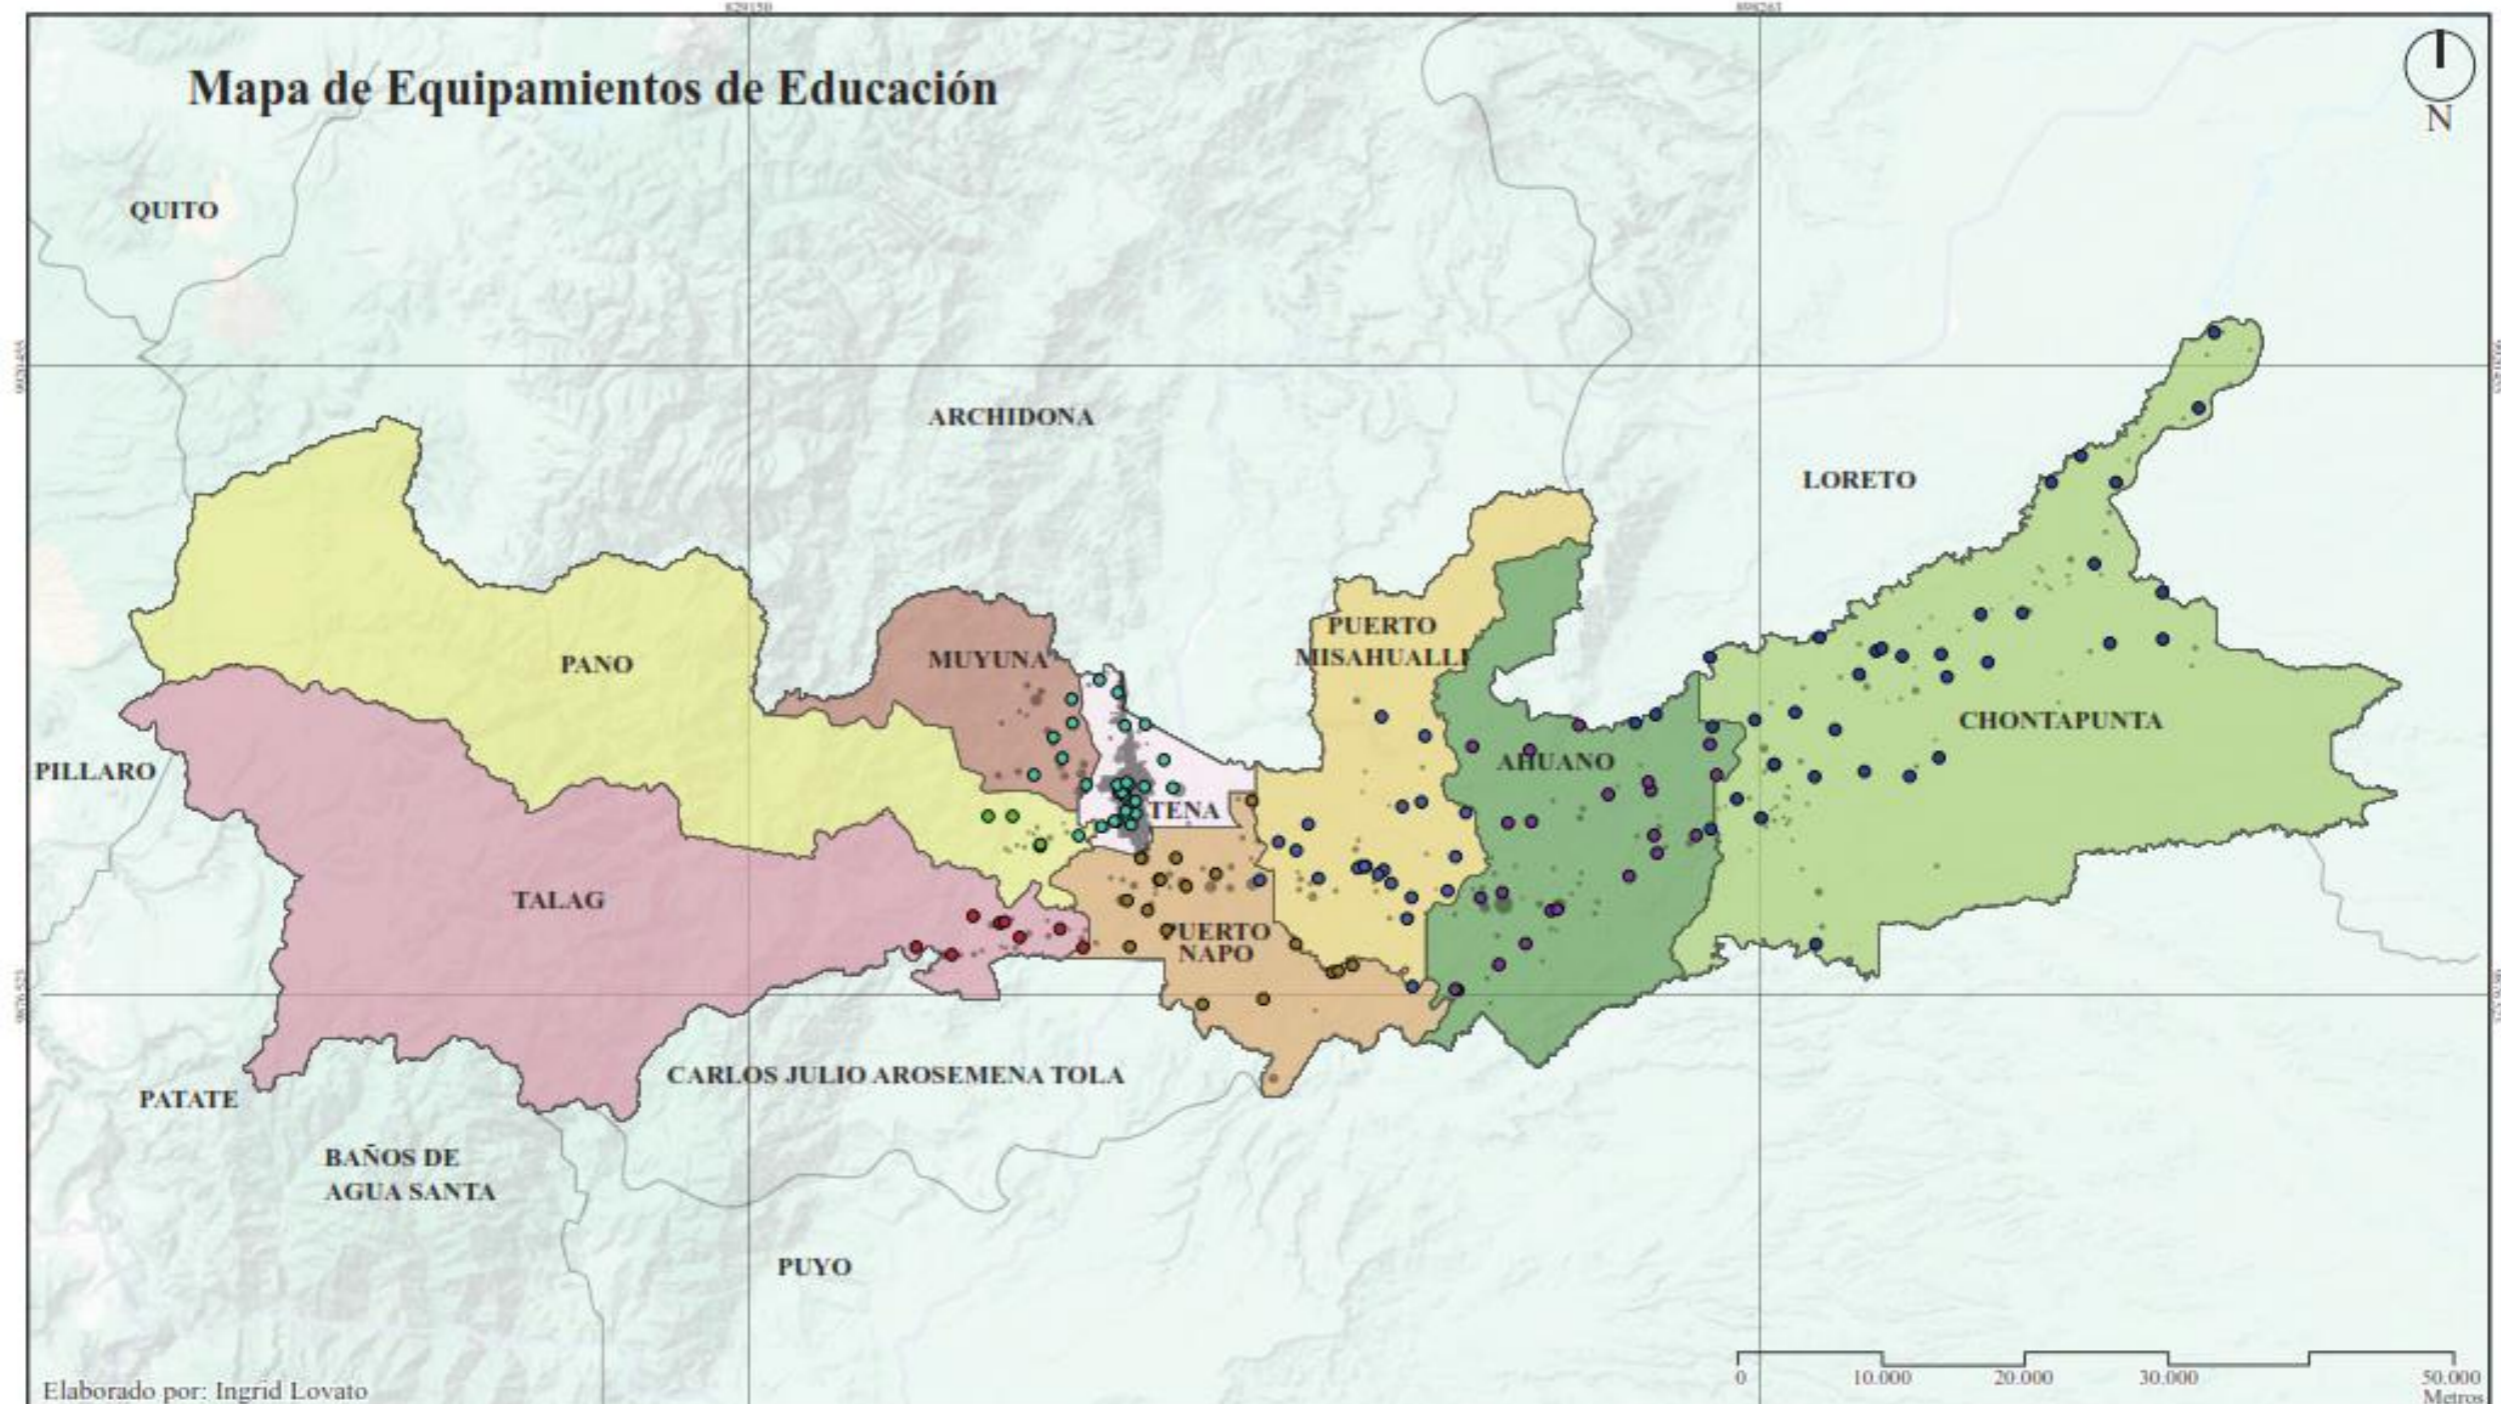 829150
898261
Mapa de Equipamientos de Educación
N
QUITO
ARCHIDONA
LORETO
PUERTO
MISAHUALLI
MUYUNA
PANO
CHONTAPUNTA
AHUANO
PILLARO
TENA
TALAG
PUERTO
NAPO
CARLOS JULIO AROSEMENA TOLA
PATATE
BAÑOS DE
AGUA SANTA
PUYO
0 10.000 20.000 30.000 50.000
Metros
Elaborado por: Ingrid Lovato